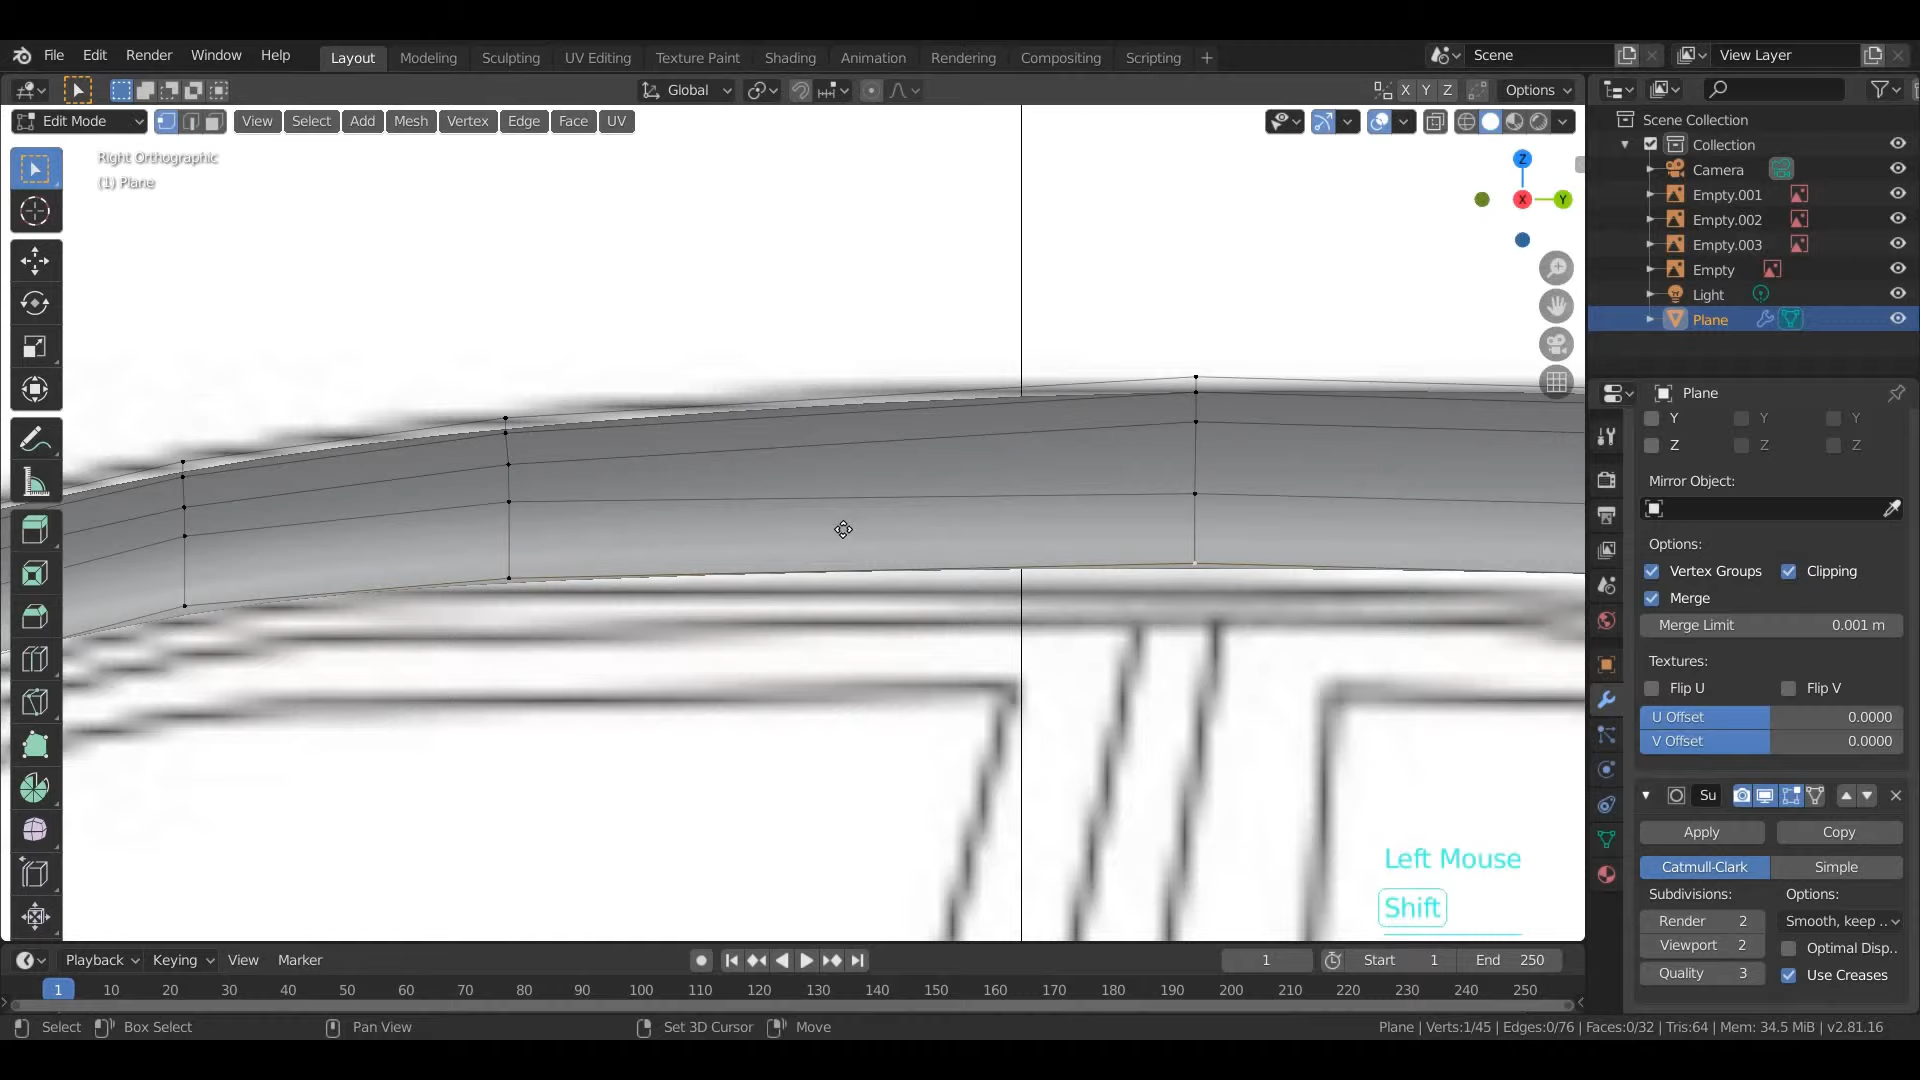 File Edit Render Window Help Layout Modeling Sculpting UV Editing Texture Paint Shading Animation Rendering Compositing Scripting + Scene View Layer
Global X Y Z Options
Edit Mode View Select Add Mesh Vertex Edge Face UV
Right Orthographic
(1) Plane
Z
X Y
Scene Collection
Collection
Camera
Empty.001
Empty.002
Empty.003
Empty
Light
Plane
Plane
Y Y Y
Z Z Z
Mirror Object:
Options:
Vertex Groups Clipping
Merge
Merge Limit 0.001 m
Textures:
Flip U Flip V
U Offset 0.0000
V Offset 0.0000
Su
Apply Copy
Catmull-Clark Simple
Subdivisions: Options:
Render 2 Smooth, keep ..
Viewport 2 Optimal Disp..
Quality 3 Use Creases
Left Mouse
Shift
Playback Keying View Marker 1 Start 1 End 250
1 10 20 30 40 50 60 70 80 90 100 110 120 130 140 150 160 170 180 190 200 210 220 230 240 250
Select Box Select Pan View Set 3D Cursor Move Plane | Verts:1/45 | Edges:0/76 | Faces:0/32 | Tris:64 | Mem: 34.5 MiB | v2.81.16